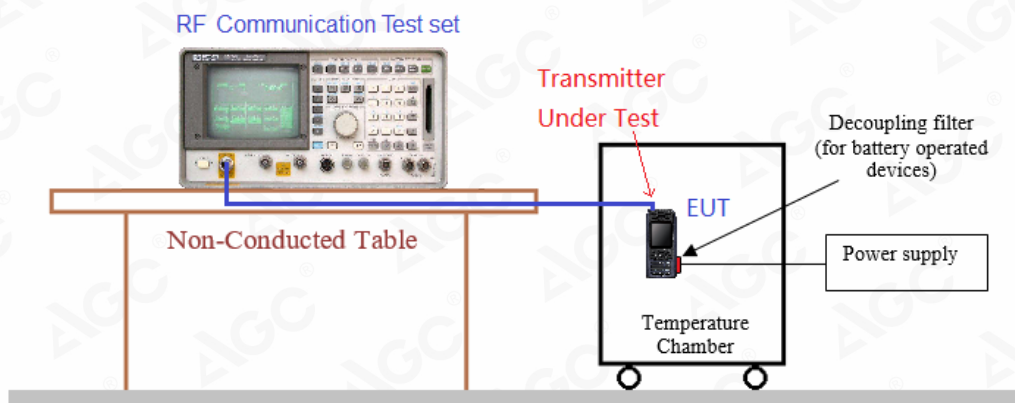 RF Communication Test set
Transmitter
Under Test
Decoupling filter
(for battery operated
devices)
EUT
Non-Conducted Table
Power supply
Temperature
Chamber
AGC